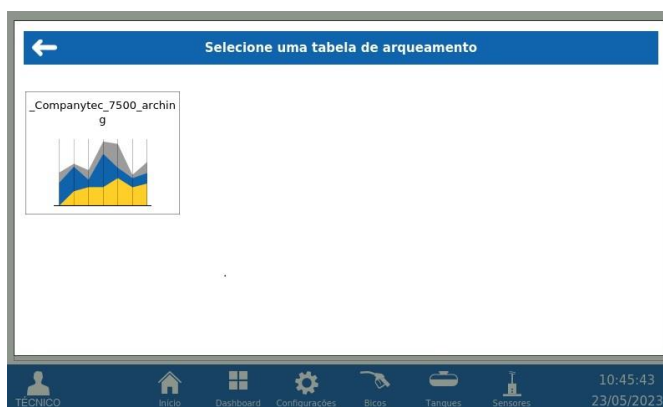 Selecione uma tabela de arqueamento
_Companytec_7500_archin
g
TÉCNICO
Início
Dashboard
Configurações
Bicos
Tanques
Sensores
10:45:43
23/05/2023